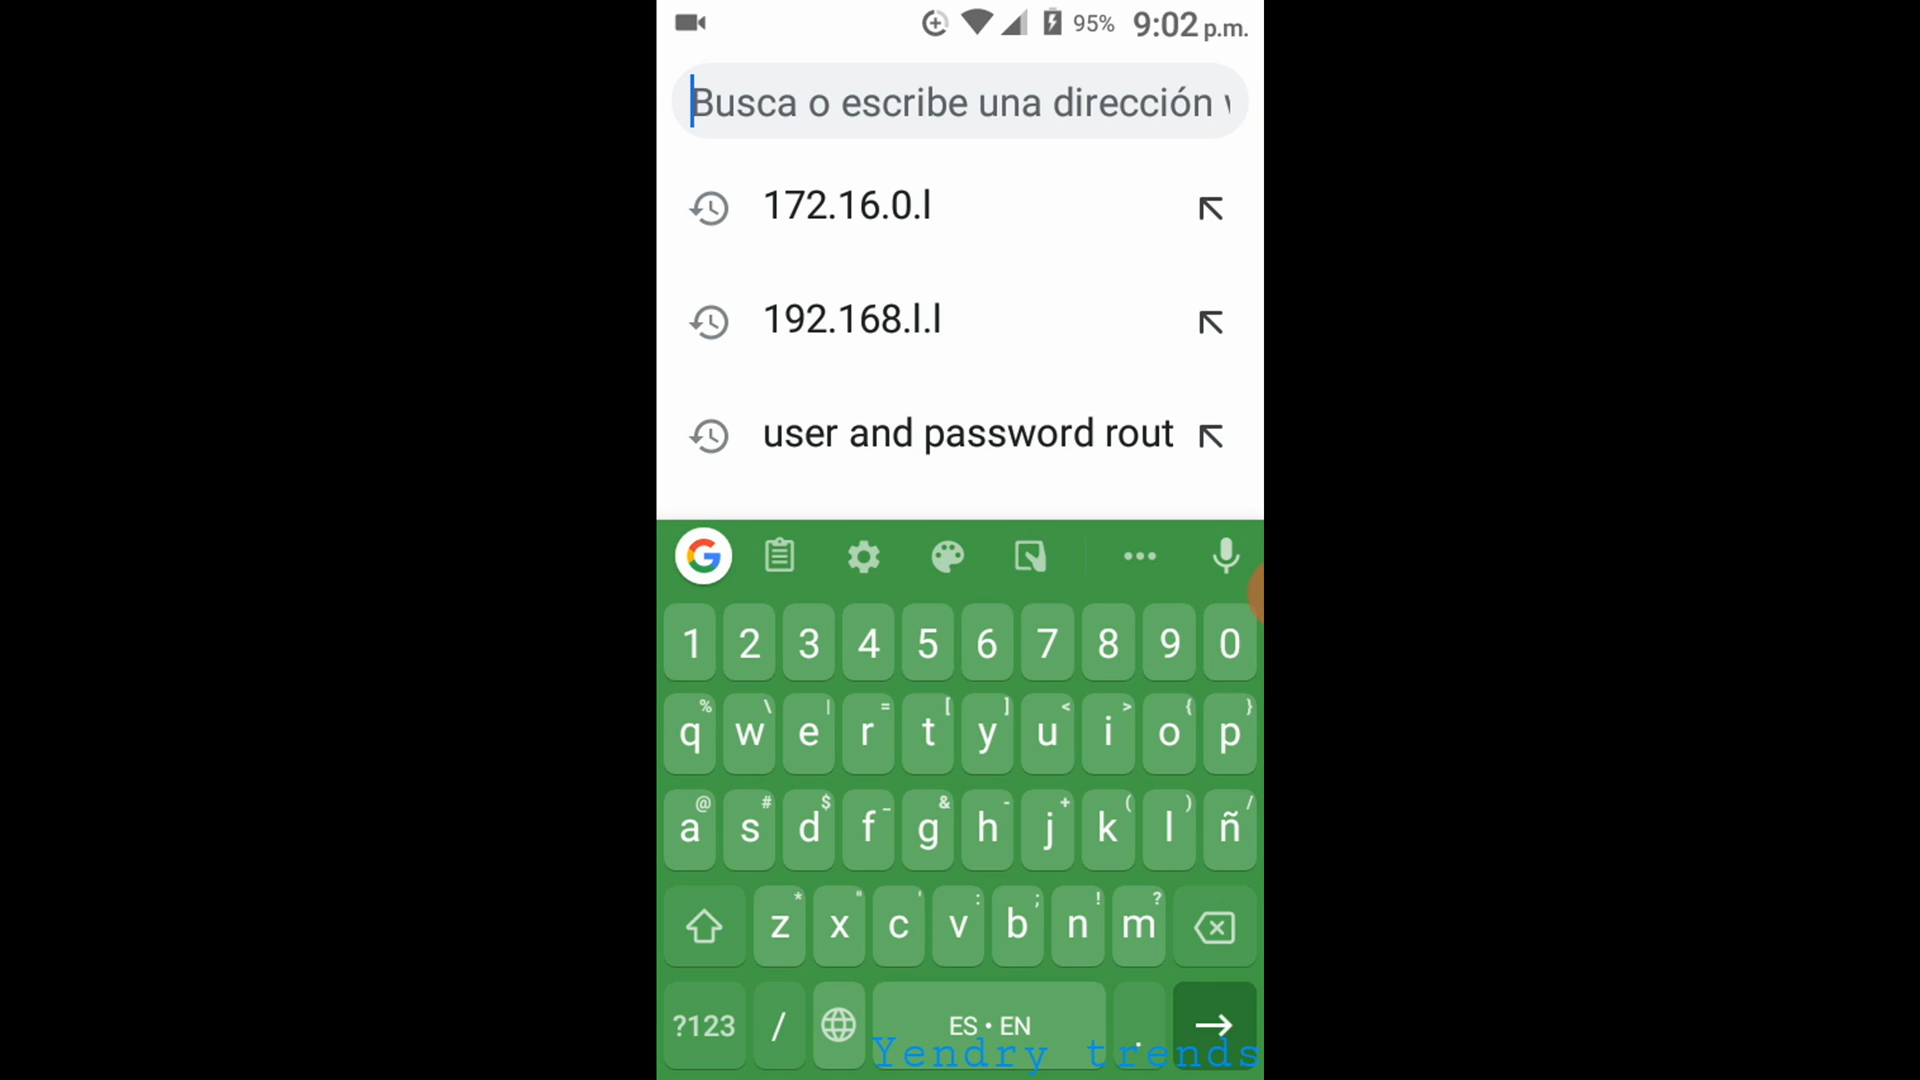 95% 9:02 p.m.
Busca o escribe una dirección
172.16.0.l
192.168.l.l
user and password rout
G
1 2 3 4 5 6 7 8 9 0
% \ | = [ ] < > { }
q w e r t y u i o p
@ # $ _ & - + ( ) /
a s d f g h j k l ñ
* " ' : ; ! ?
z x c v b n m
?123 / ES • EN .
Yendry trends